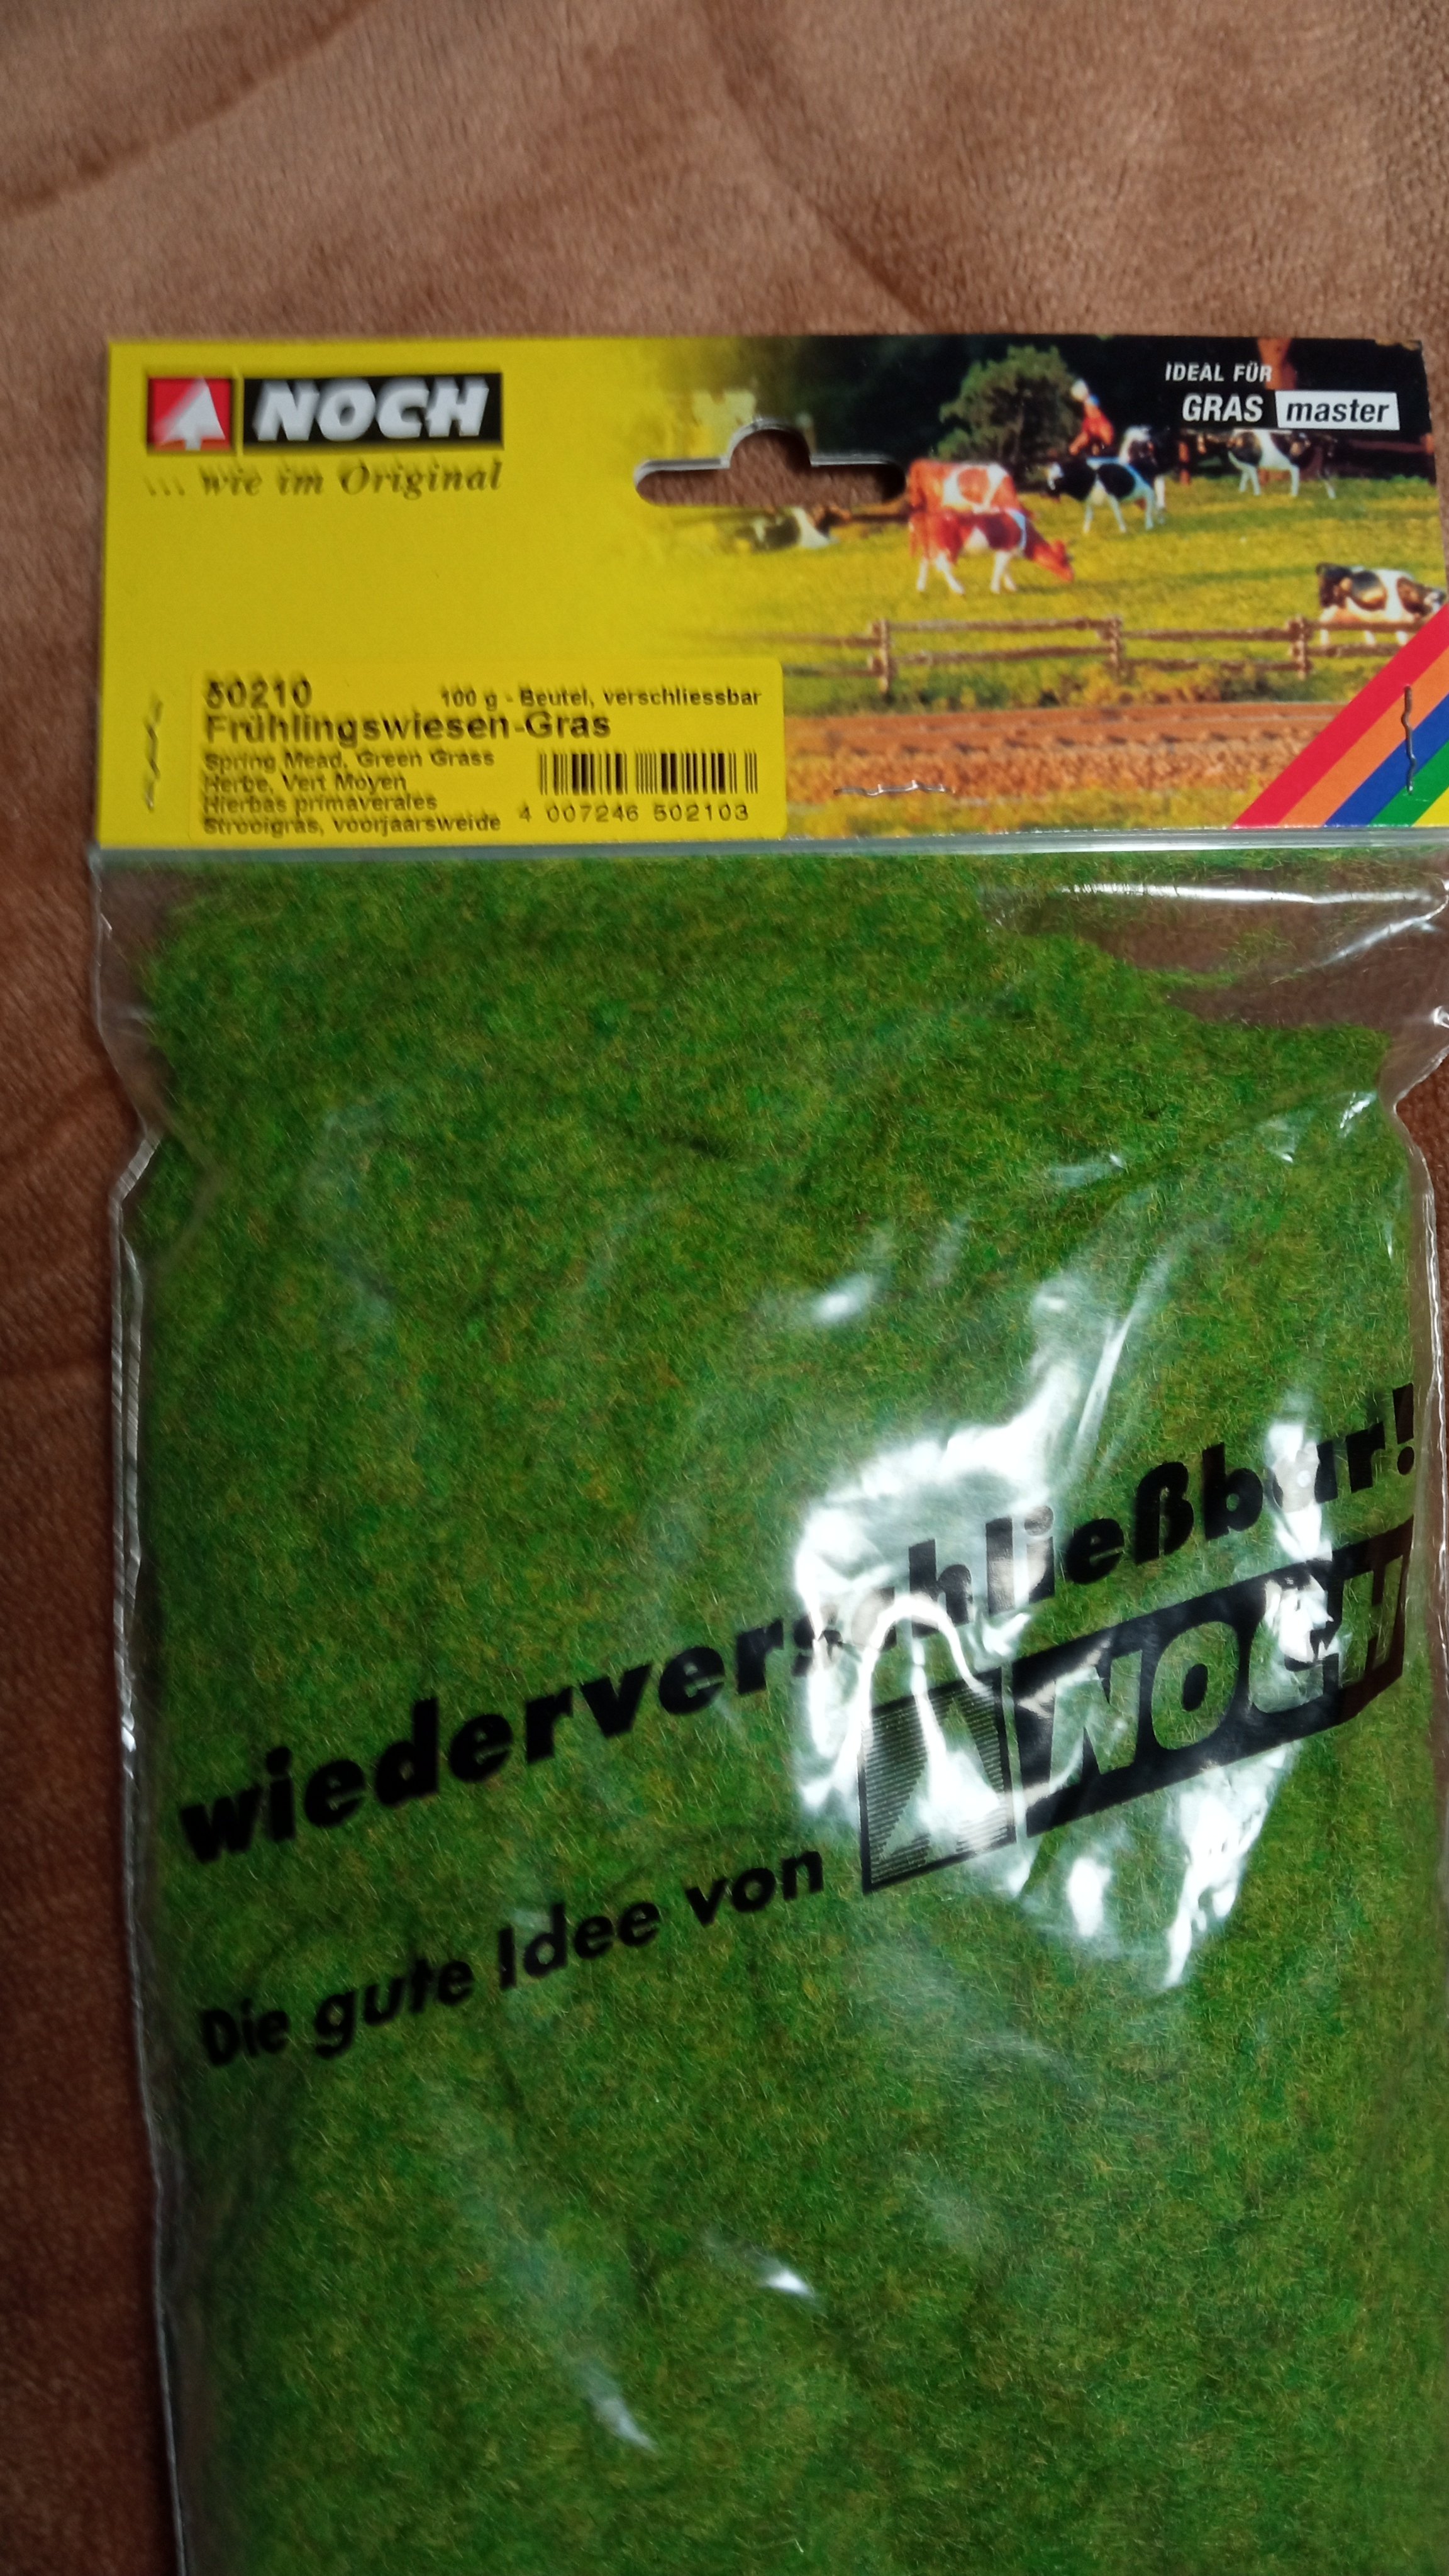 NOCH
... wie im Original
IDEAL FÜR
GRAS master
50210 100 g - Beutel, verschliessbar
Frühlingswiesen-Gras
Spring Mead, Green Grass
Herbe, Vert Moyen
Hierbas primaverales
Strooigras, voorjaarsweide
4 007246 502103
wiederverschließbar!
Die gute Idee von NOCH